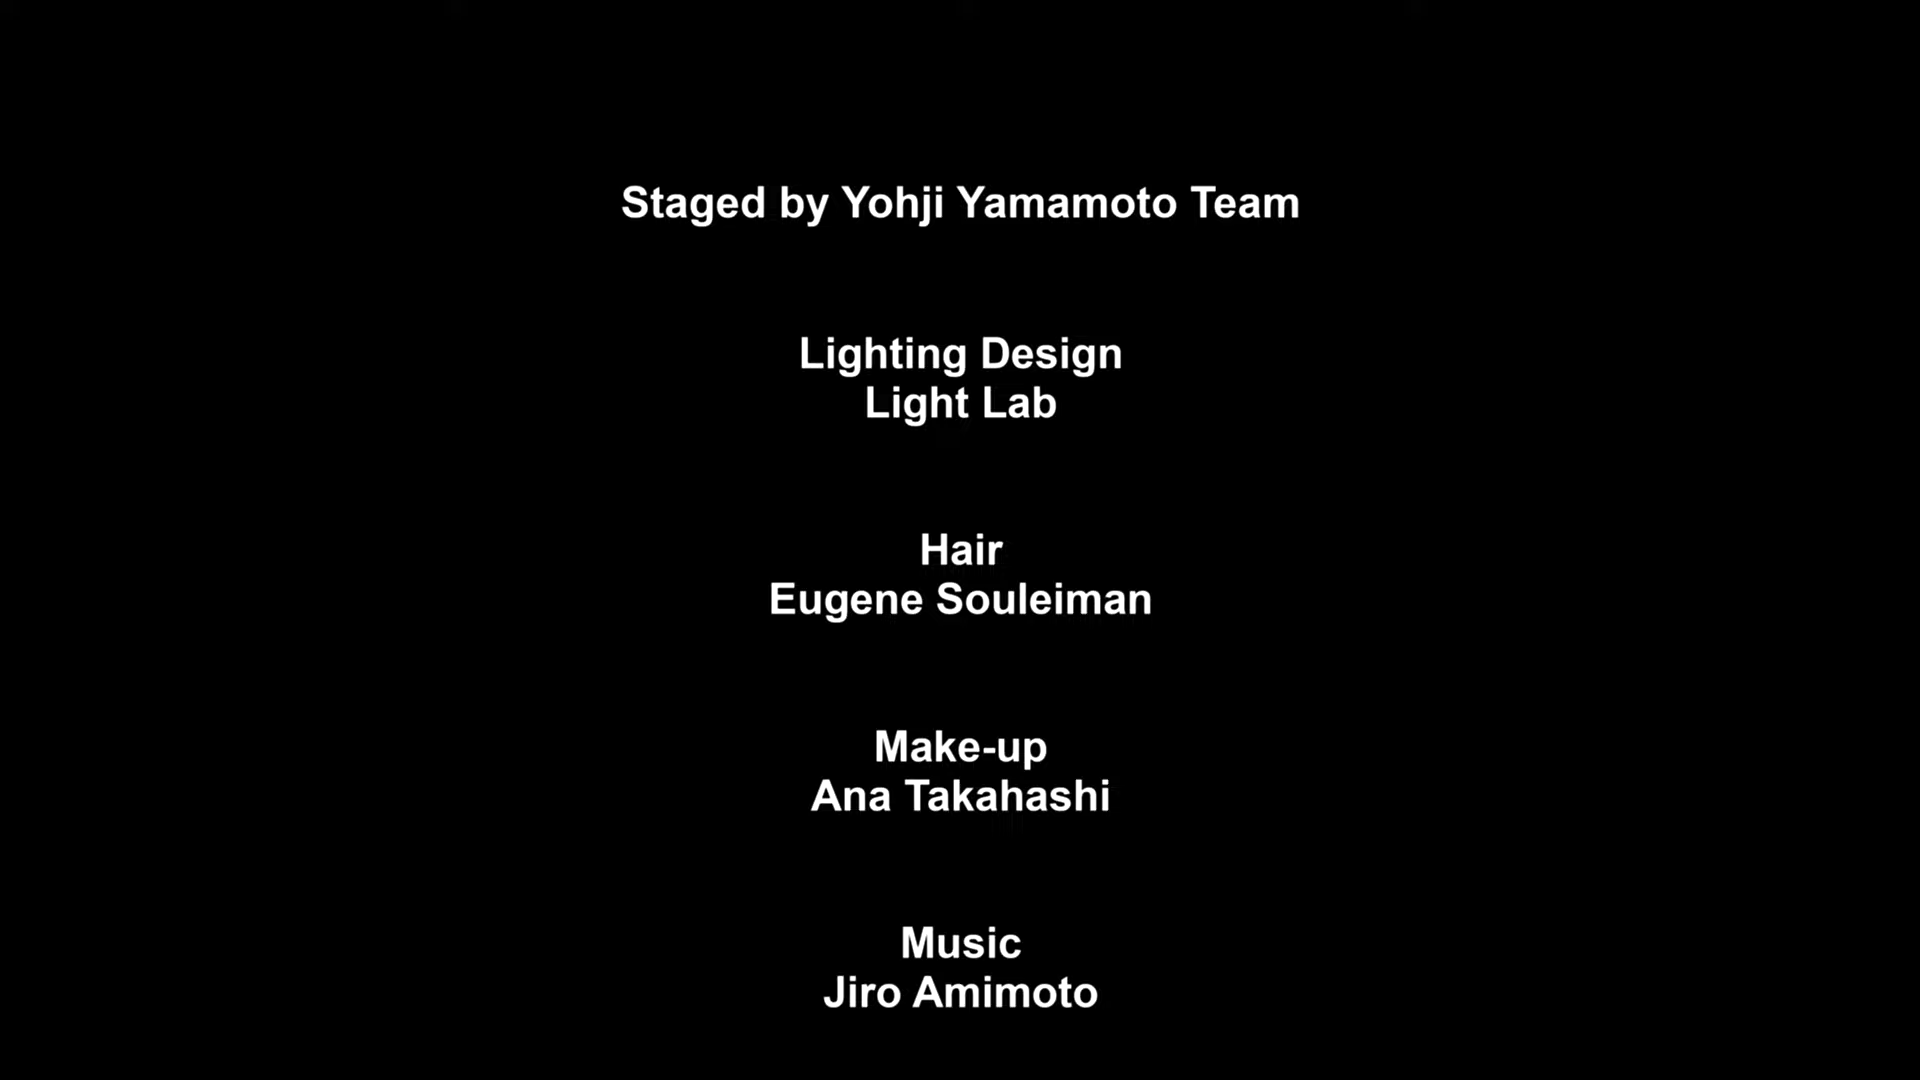 Staged by Yohji Yamamoto Team
Lighting Design
Light Lab
Hair
Eugene Souleiman
Make-up
Ana Takahashi
Music
Jiro Amimoto